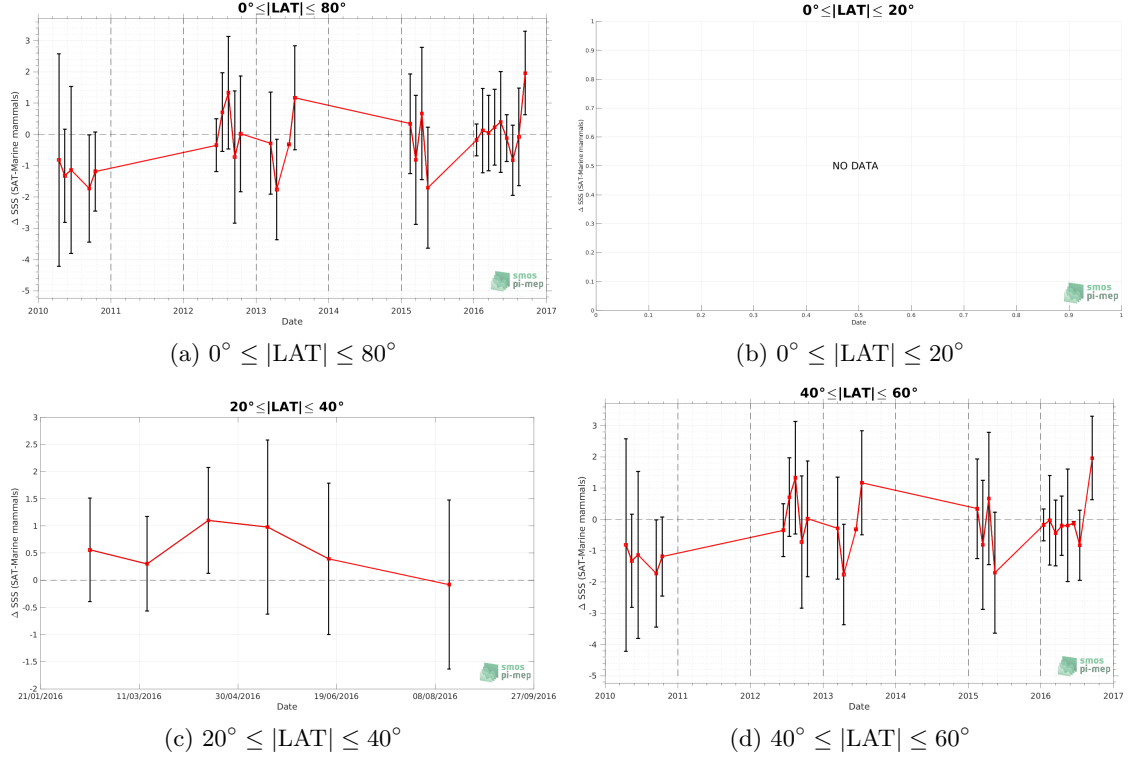 0°≤|LAT|≤ 80°
3
2
1
0
-1
-2
-3
-4
-5
Δ SSS (SAT-Marine mammals)
2010 2011 2012 2013 2014 2015 2016 2017
Date
smos
pi-mep
(a) 0° ≤ |LAT| ≤ 80°
0°≤|LAT|≤ 20°
1
0.9
0.8
0.7
0.6
0.5
0.4
0.3
0.2
0.1
0
Δ SSS (SAT-Marine mammals)
NO DATA
0 0.1 0.2 0.3 0.4 0.5 0.6 0.7 0.8 0.9 1
Date
smos
pi-mep
(b) 0° ≤ |LAT| ≤ 20°
20°≤|LAT|≤ 40°
3
2.5
2
1.5
1
0.5
0
-0.5
-1
-1.5
-2
Δ SSS (SAT-Marine mammals)
21/01/2016 11/03/2016 30/04/2016 19/06/2016 08/08/2016 27/09/2016
Date
smos
pi-mep
(c) 20° ≤ |LAT| ≤ 40°
40°≤|LAT|≤ 60°
3
2
1
0
-1
-2
-3
-4
-5
Δ SSS (SAT-Marine mammals)
2010 2011 2012 2013 2014 2015 2016 2017
Date
smos
pi-mep
(d) 40° ≤ |LAT| ≤ 60°